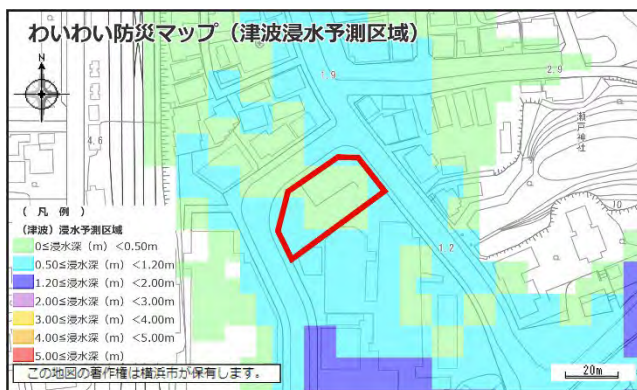 わいわい防災マップ（津波浸水予測区域）
N
1.9
2.9
4.6
瀬戸神社
10
1.2
（凡例）
（津波）浸水予測区域
0≦浸水深（m）＜0.50m
0.50≦浸水深（m）＜1.20m
1.20≦浸水深（m）＜2.00m
2.00≦浸水深（m）＜3.00m
3.00≦浸水深（m）＜4.00m
4.00≦浸水深（m）＜5.00m
5.00≦浸水深（m）
この地図の著作権は横浜市が保有します。
20m